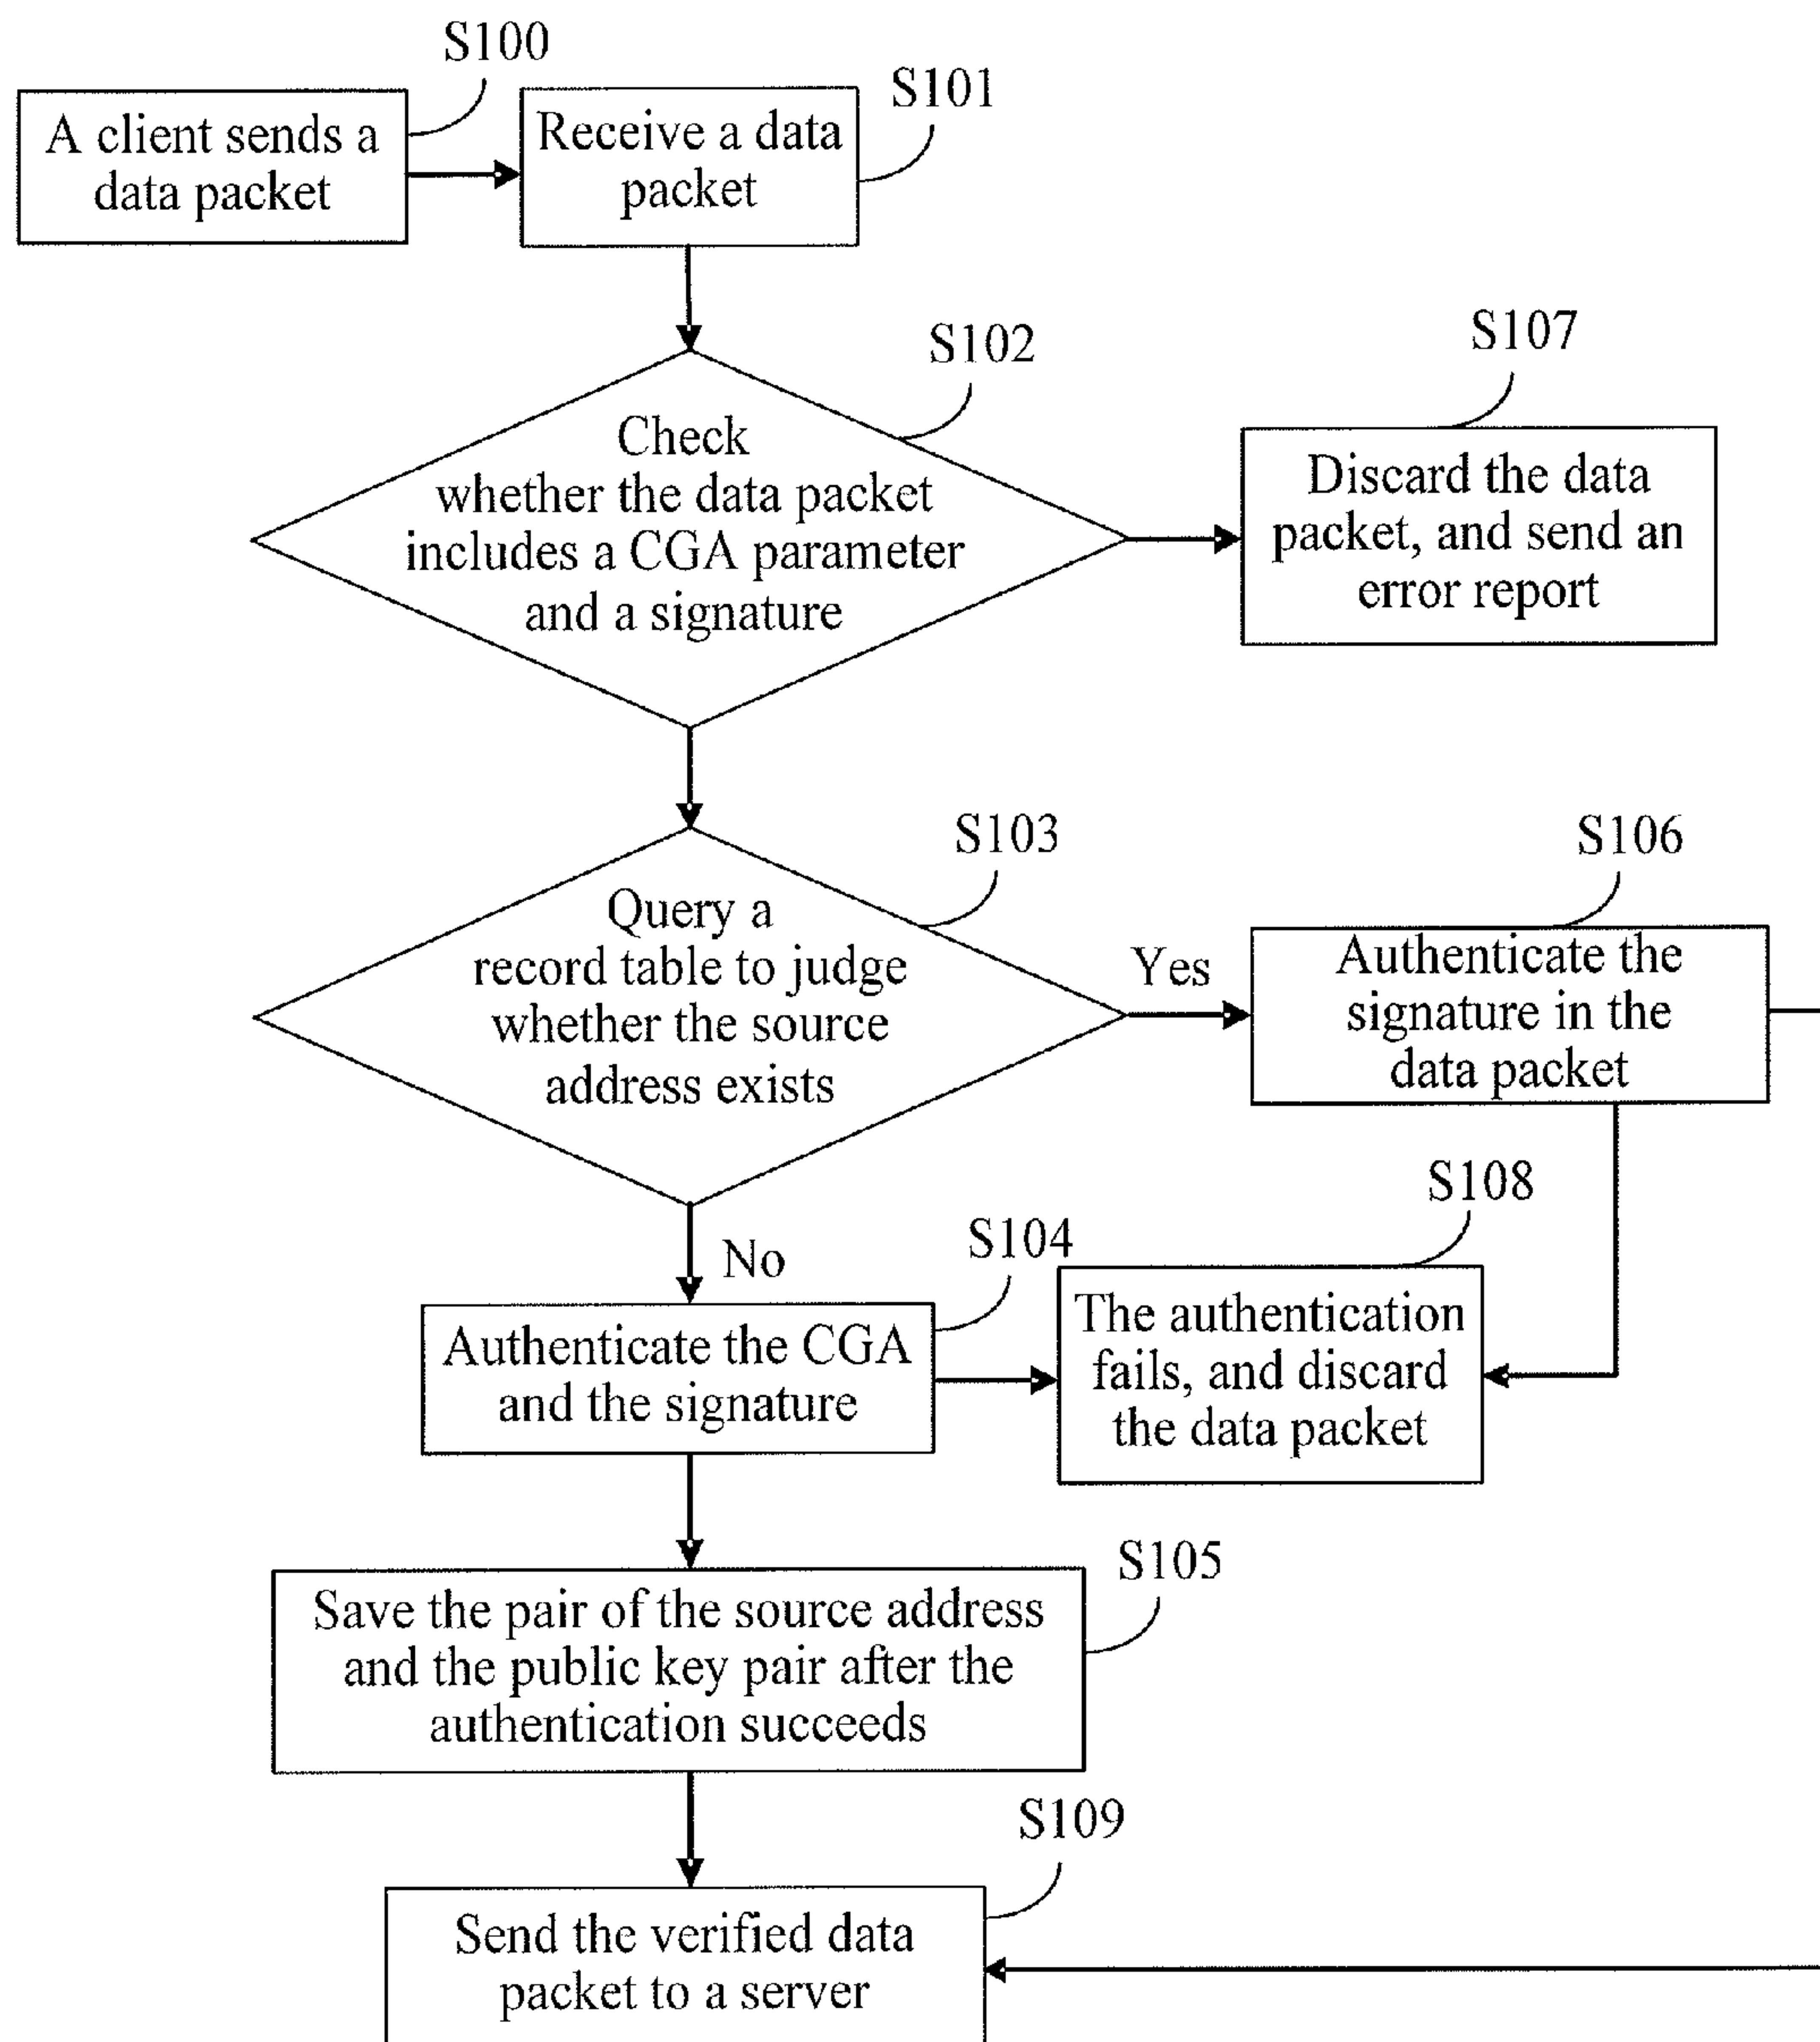 S100
A client sends a
data packet
S101
Receive a data
packet
S102
Check
whether the data packet
includes a CGA parameter
and a signature
S107
Discard the data
packet, and send an
error report
S103
Query a
record table to judge
whether the source
address exists
Yes
S106
Authenticate the
signature in the
data packet
No
S104
Authenticate the CGA
and the signature
S108
The authentication
fails, and discard
the data packet
S105
Save the pair of the source address
and the public key pair after the
authentication succeeds
S109
Send the verified data
packet to a server